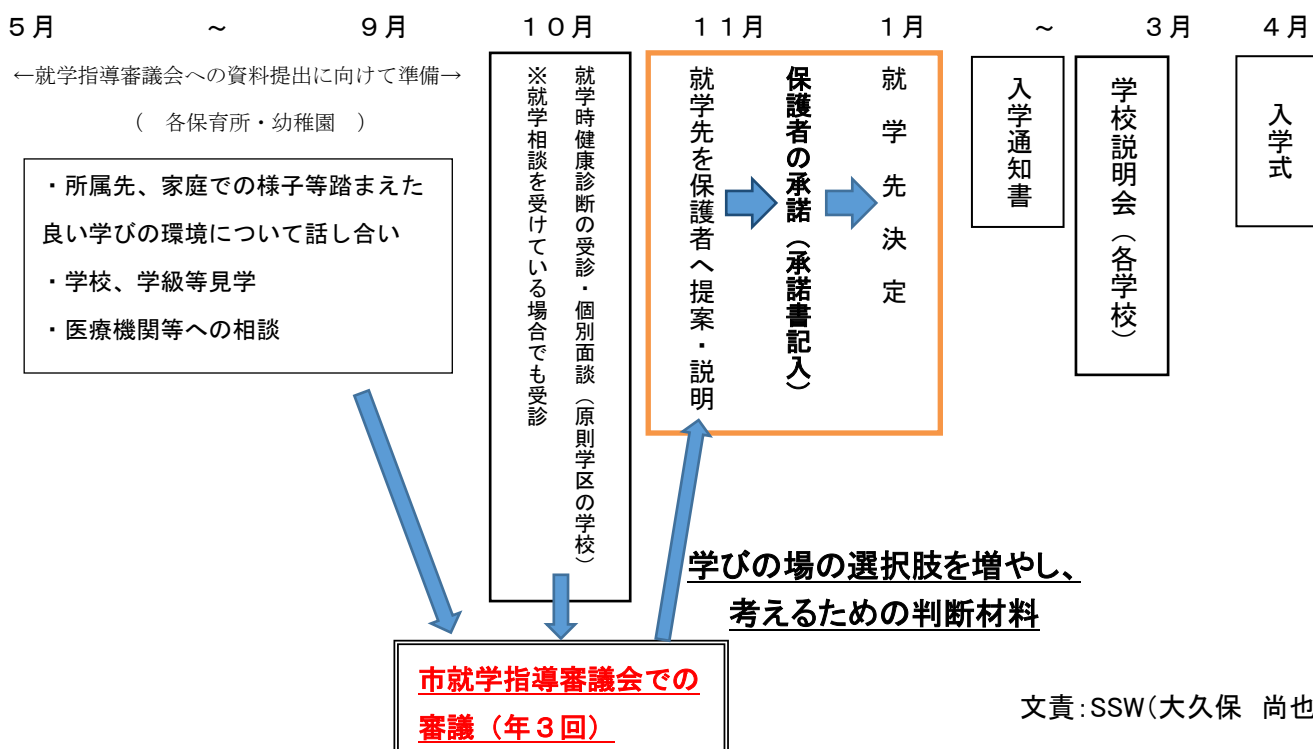 5月 ～ 9月 10月 11月 1月 ～ 3月 4月
←就学指導審議会への資料提出に向けて準備→
（ 各保育所・幼稚園 ）
・所属先、家庭での様子等踏まえた
良い学びの環境について話し合い
・学校、学級等見学
・医療機関等への相談
就学時健康診断の受診・個別面談（原則学区の学校）
※就学相談を受けている場合でも受診
就学先を保護者へ提案・説明
保護者の承諾（承諾書記入）
就学先決定
入学通知書
学校説明会（各学校）
入学式
学びの場の選択肢を増やし、
考えるための判断材料
市就学指導審議会での
審議（年３回）
文責：SSW（大久保 尚也